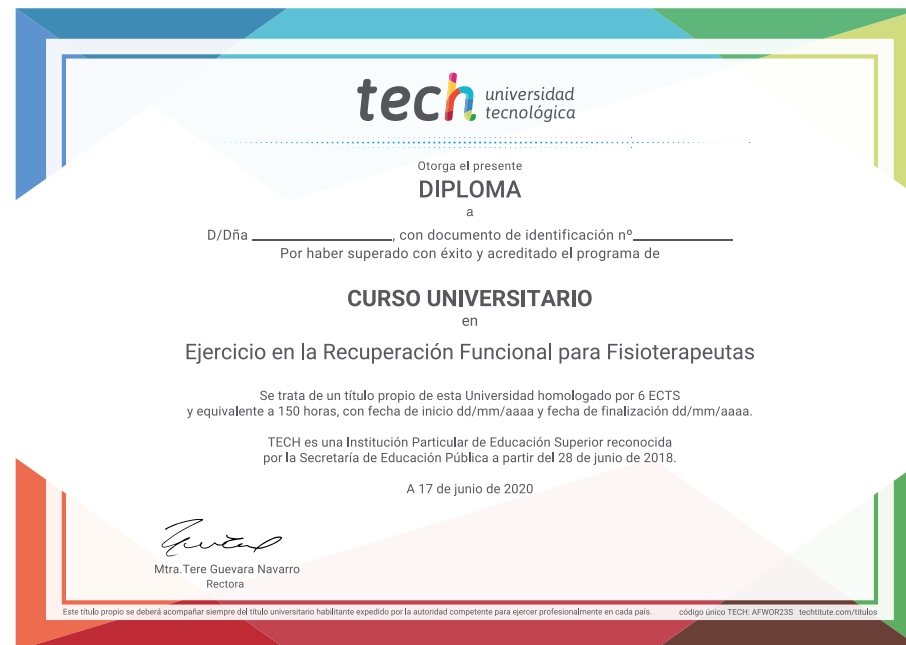 tech universidad
tecnológica
Otorga el presente
DIPLOMA
a
D/Dña ________________, con documento de identificación nº____________
Por haber superado con éxito y acreditado el programa de
CURSO UNIVERSITARIO
en
Ejercicio en la Recuperación Funcional para Fisioterapeutas
Se trata de un título propio de esta Universidad homologado por 6 ECTS
y equivalente a 150 horas, con fecha de inicio dd/mm/aaaa y fecha de finalización dd/mm/aaaa.
TECH es una Institución Particular de Educación Superior reconocida
por la Secretaría de Educación Pública a partir del 28 de junio de 2018.
A 17 de junio de 2020
Mtra.Tere Guevara Navarro
Rectora
Este título propio se deberá acompañar siempre del título universitario habilitante expedido por la autoridad competente para ejercer profesionalmente en cada país. código único TECH: AFWOR23S techtitute.com/titulos